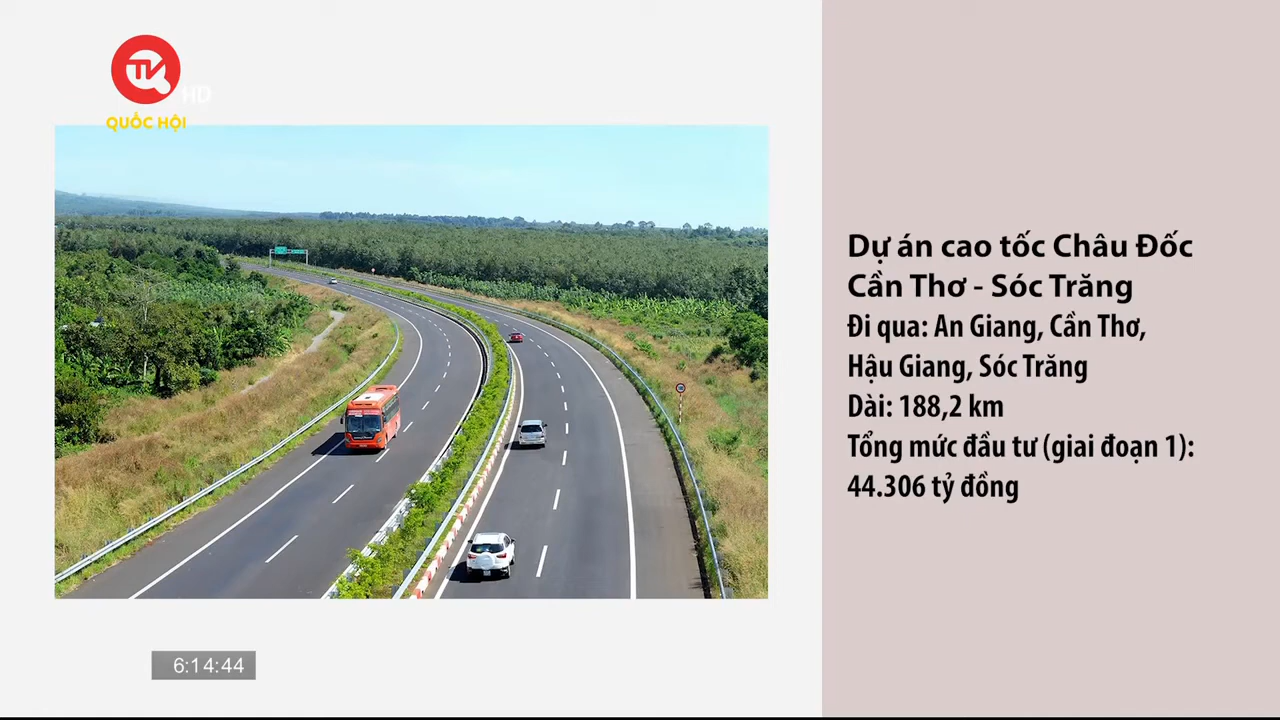 TVQ
HD
QUỐC HỘI
Dự án cao tốc Châu Đốc
Cần Thơ - Sóc Trăng
Đi qua: An Giang, Cần Thơ,
Hậu Giang, Sóc Trăng
Dài: 188,2 km
Tổng mức đầu tư (giai đoạn 1):
44.306 tỷ đồng
6:14:44